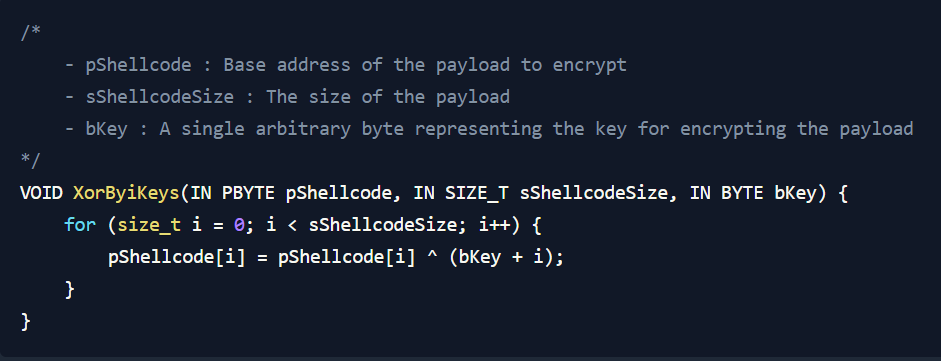 /*
    - pShellcode : Base address of the payload to encrypt
    - sShellcodeSize : The size of the payload
    - bKey : A single arbitrary byte representing the key for encrypting the payload
*/
VOID XorByiKeys(IN PBYTE pShellcode, IN SIZE_T sShellcodeSize, IN BYTE bKey) {
    for (size_t i = 0; i < sShellcodeSize; i++) {
        pShellcode[i] = pShellcode[i] ^ (bKey + i);
    }
}